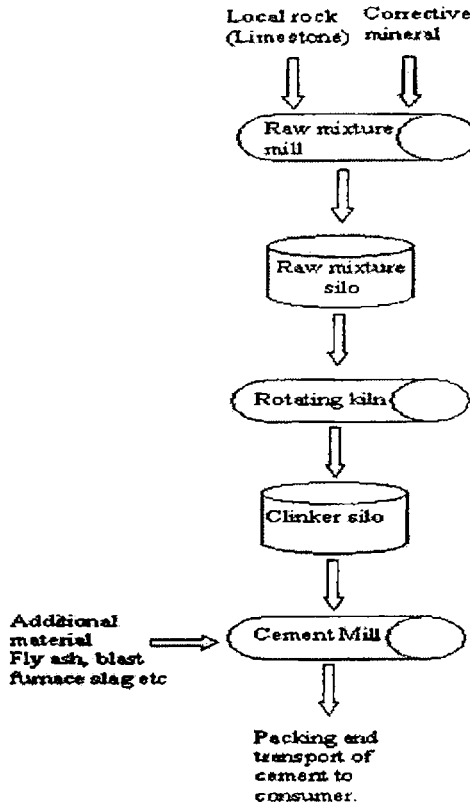 Local rock
(Limestone)
Corrective
mineral
Raw mixture
mill
Raw mixture
silo
Rotating kiln
Clinker silo
Additional
material
Fly ash, blast
furnace slag etc
Cement Mill
Packing and
transport of
cement to
consumer.